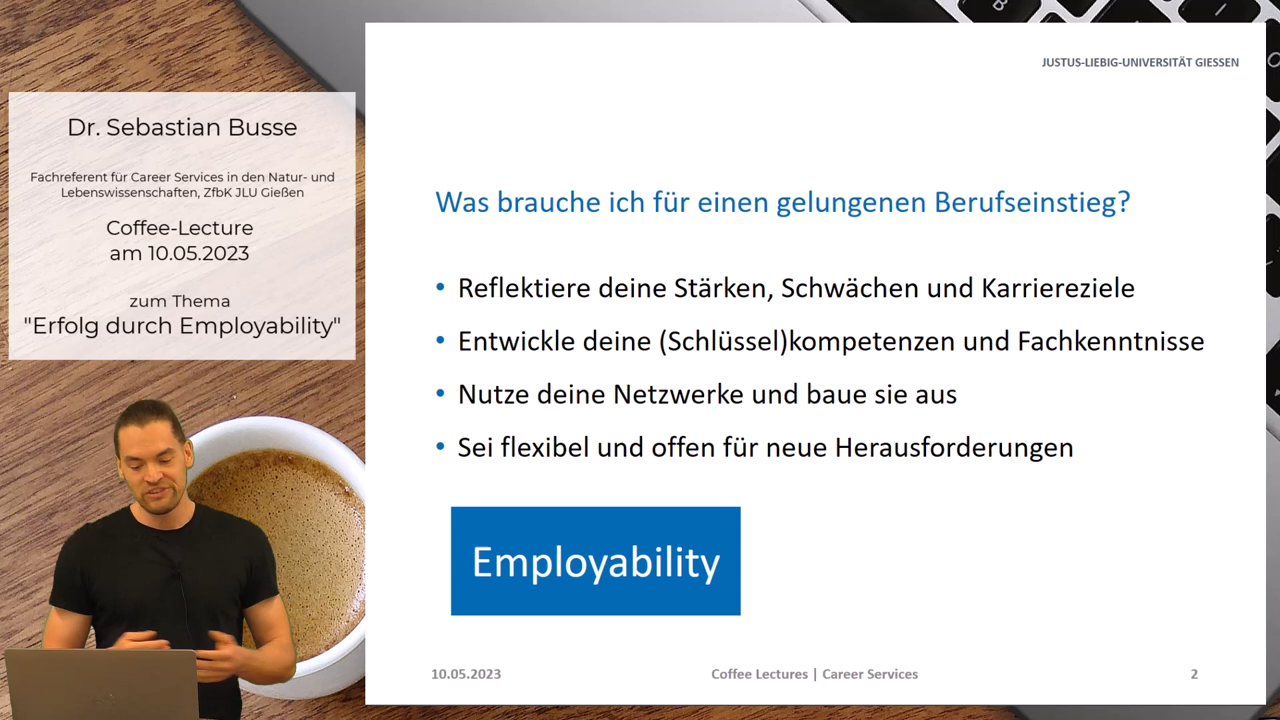 Dr. Sebastian Busse
Fachreferent für Career Services in den Natur- und
Lebenswissenschaften, ZfbK JLU Gießen
Coffee-Lecture
am 10.05.2023
zum Thema
"Erfolg durch Employability"
JUSTUS-LIEBIG-UNIVERSITÄT GIESSEN
Was brauche ich für einen gelungenen Berufseinstieg?
• Reflektiere deine Stärken, Schwächen und Karriereziele
• Entwickle deine (Schlüssel)kompetenzen und Fachkenntnisse
• Nutze deine Netzwerke und baue sie aus
• Sei flexibel und offen für neue Herausforderungen
Employability
10.05.2023
Coffee Lectures | Career Services
2